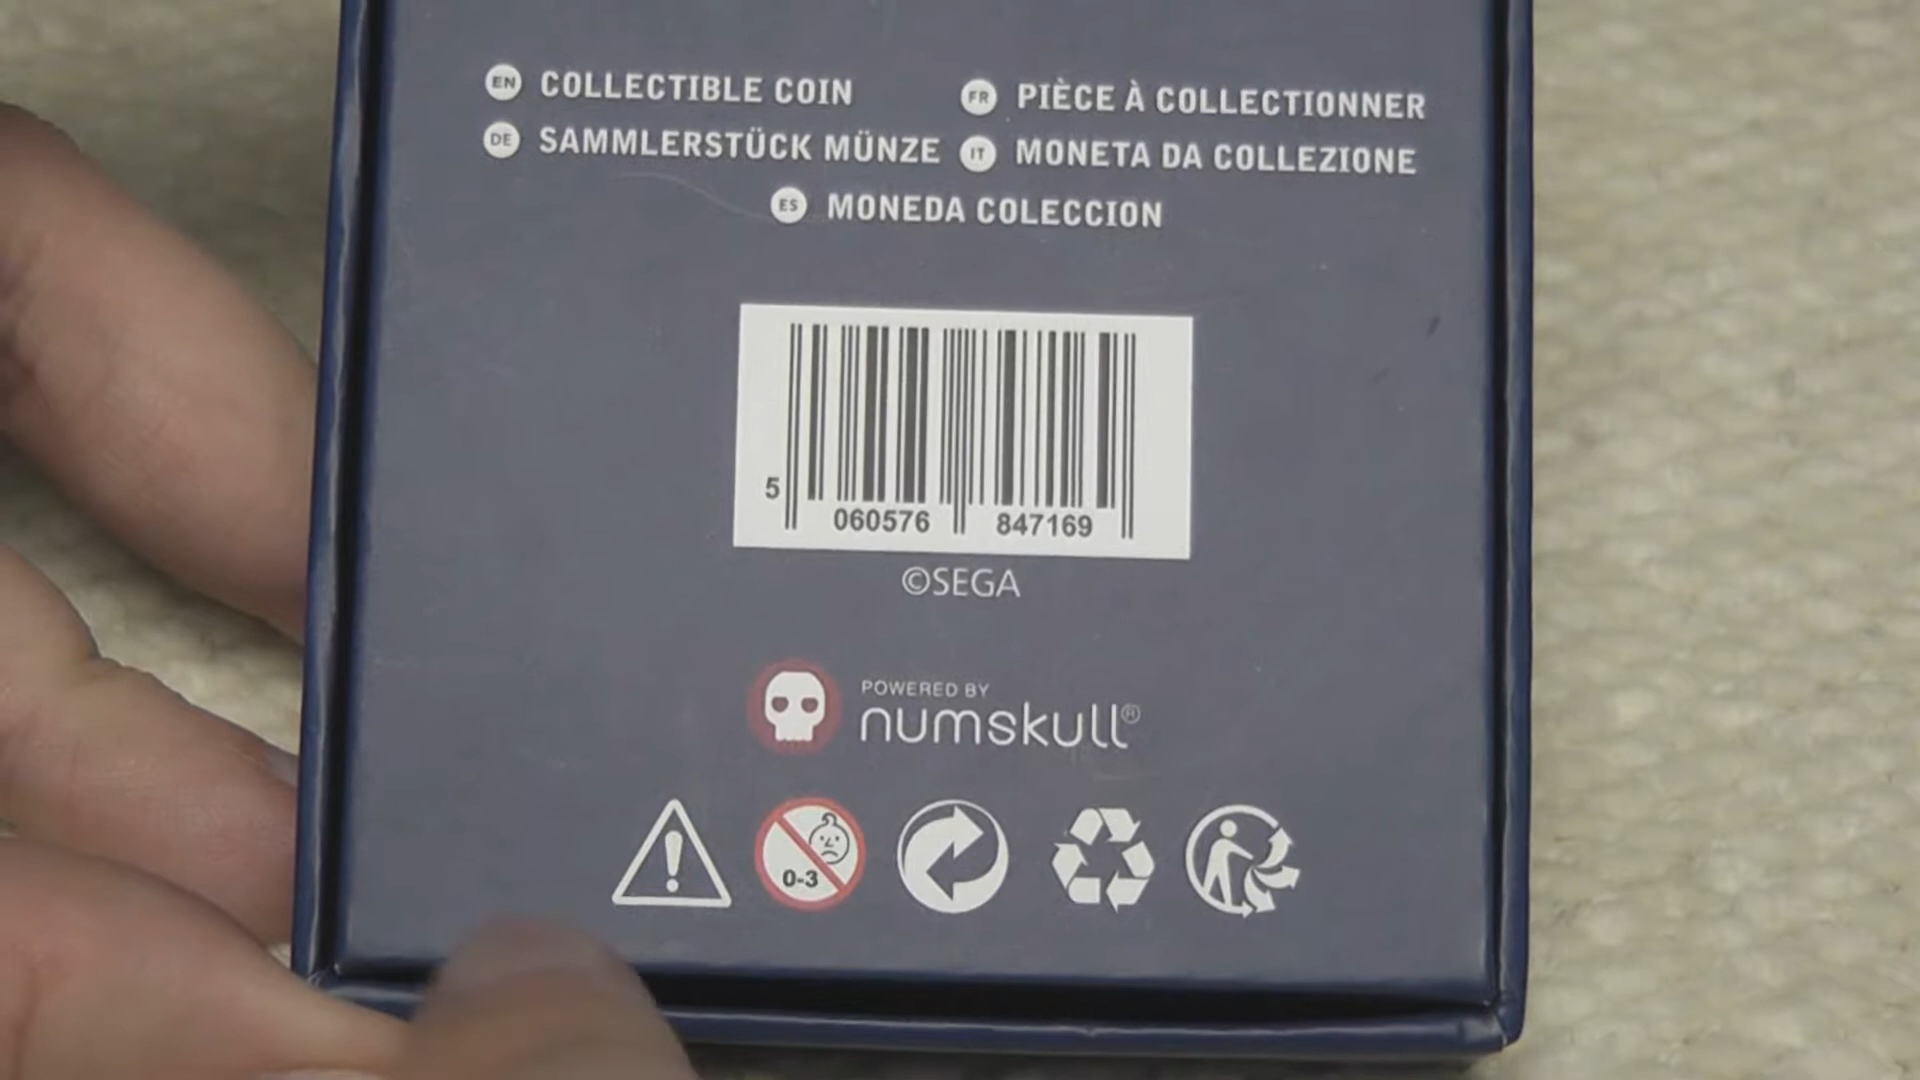 EN COLLECTIBLE COIN
FR PIÈCE À COLLECTIONNER
DE SAMMLERSTÜCK MÜNZE
IT MONETA DA COLLEZIONE
ES MONEDA COLECCION
5 060576 847169
©SEGA
POWERED BY
numskull®
0-3